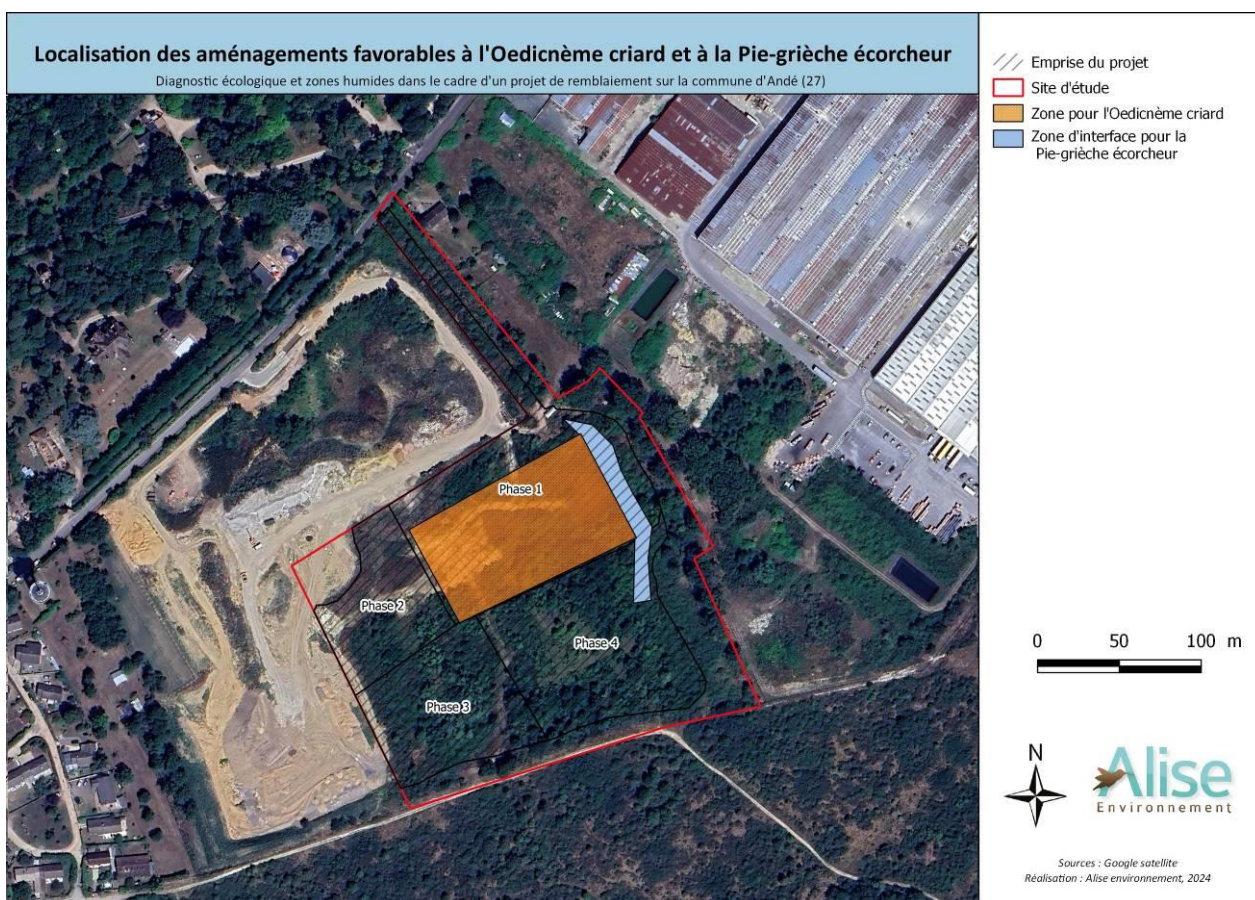 Localisation des aménagements favorables à l'Oedicnème criard et à la Pie-grièche écorcheur
Diagnostic écologique et zones humides dans le cadre d'un projet de remblaiement sur la commune d'Andé (27)
Emprise du projet
Site d'étude
Zone pour l'Oedicnème criard
Zone d'interface pour la
Pie-grièche écorcheur
Phase 1
Phase 2
Phase 4
Phase 3
0 50 100 m
N
Alise
Environnement
Sources : Google satellite
Réalisation : Alise environnement, 2024